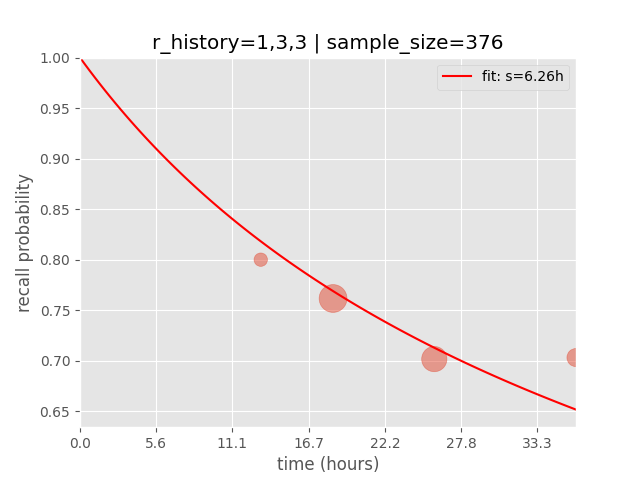 r_history=1,3,3 | sample_size=376
fit: s=6.26h
1.00
0.95
0.90
0.85
0.80
0.75
0.70
0.65
recall probability
0.0 5.6 11.1 16.7 22.2 27.8 33.3
time (hours)